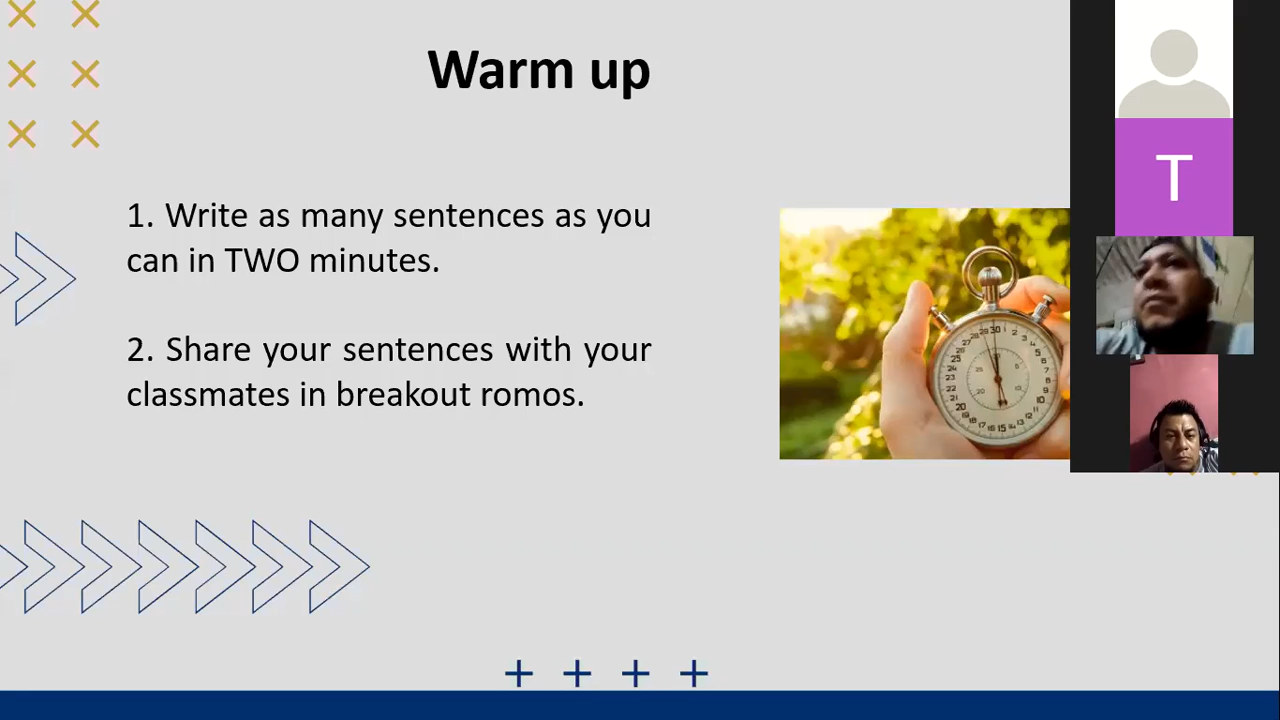 Warm up
1. Write as many sentences as you
can in TWO minutes.
2. Share your sentences with your
classmates in breakout romos.
T